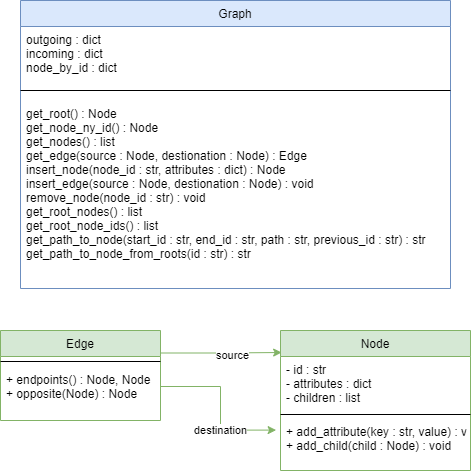 Graph
outgoing : dict
incoming : dict
node_by_id : dict
get_root() : Node
get_node_ny_id() : Node
get_nodes() : list
get_edge(source : Node, destionation : Node) : Edge
insert_node(node_id : str, attributes : dict) : Node
insert_edge(source : Node, destionation : Node) : void
remove_node(node_id : str) : void
get_root_nodes() : list
get_root_node_ids() : list
get_path_to_node(start_id : str, end_id : str, path : str, previous_id : str) : str
get_path_to_node_from_roots(id : str) : str
Edge
+ endpoints() : Node, Node
+ opposite(Node) : Node
source
destination
Node
- id : str
- attributes : dict
- children : list
+ add_attribute(key : str, value) : v
+ add_child(child : Node) : void